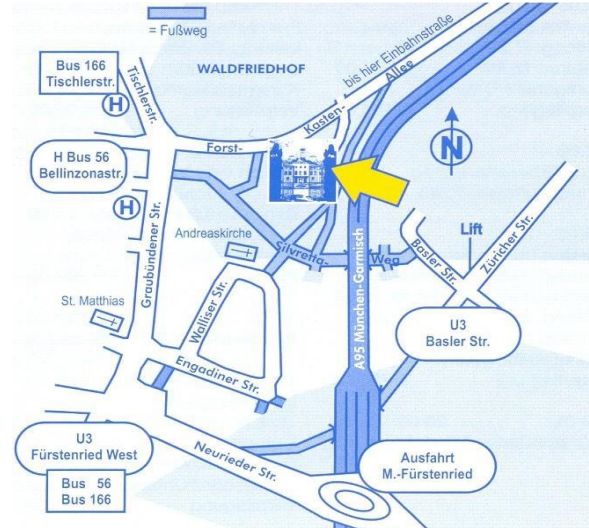 = Fußweg
WALDFRIEDHOF
bis hier Einbahnstraße
Bus 166
Tischlerstr.
Tischlerstr.
H
Forst-
Kasten-
Allee
H Bus 56
Bellinzonastr.
H
N
Andreaskirche
Silvretta-
Weg
Basler Str.
Lift
Züricher Str.
Graubündener Str.
St. Matthias
Walliser Str.
A95 München-Garmisch
U3
Basler Str.
Engadiner Str.
U3
Fürstenried West
Neurieder Str.
Ausfahrt
M.-Fürstenried
Bus 56
Bus 166